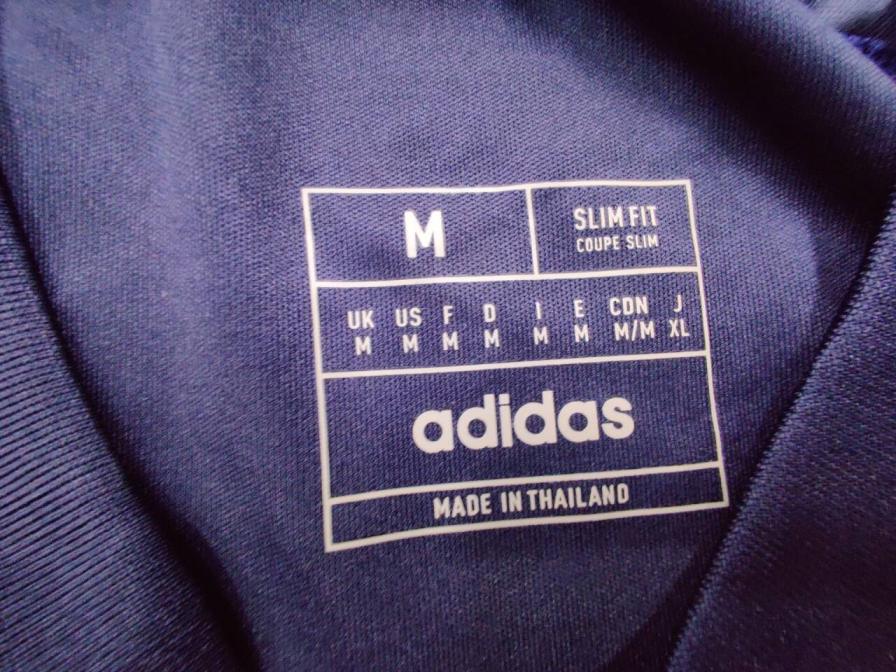 M
SLIM FIT
COUPE SLIM
UK US F D I E CDN J
M M M M M M M/M XL
adidas
MADE IN THAILAND